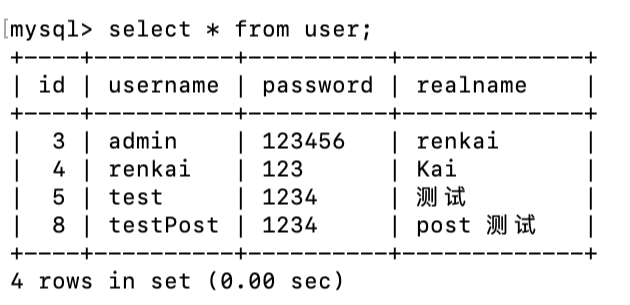 [mysql> select * from user;
+----+----------+----------+-------------+
| id | username | password | realname    |
+----+----------+----------+-------------+
|  3 | admin    | 123456   | renkai      |
|  4 | renkai   | 123      | Kai         |
|  5 | test     | 1234     | 测试        |
|  8 | testPost | 1234     | post 测试   |
+----+----------+----------+-------------+
4 rows in set (0.00 sec)